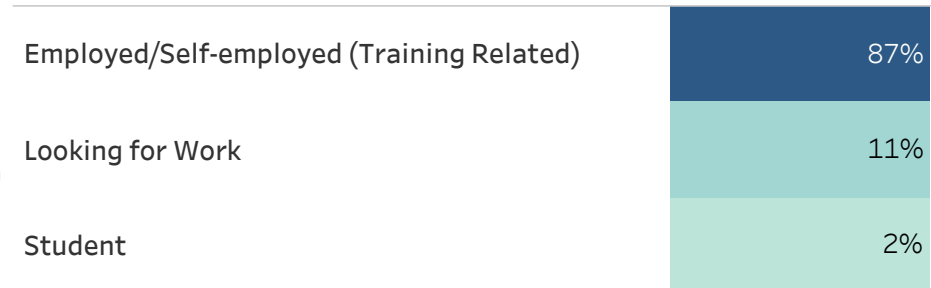 Employed/Self-employed (Training Related) 87%
Looking for Work 11%
Student 2%